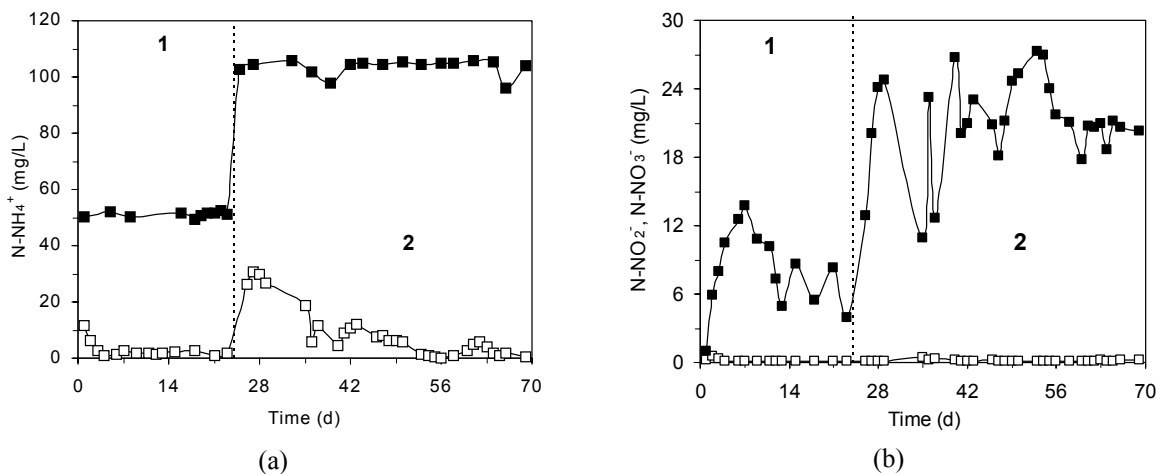 120
100
80
60
40
20
0
N-NH₄⁺ (mg/L)
1
2
0 14 28 42 56 70
Time (d)
(a)
30
24
18
12
6
0
N-NO₂⁻, N-NO₃⁻ (mg/L)
1
2
0 14 28 42 56 70
Time (d)
(b)